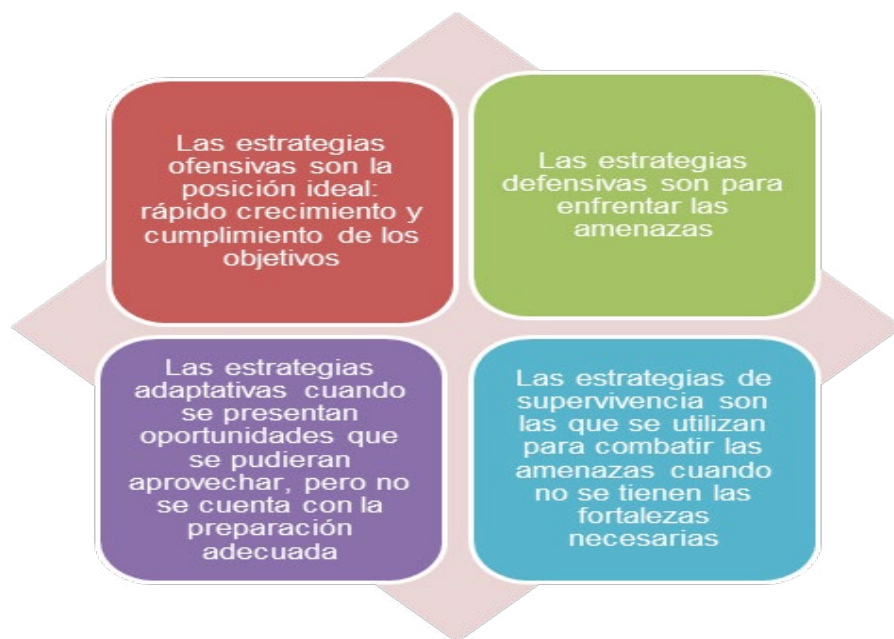 Las estrategias
ofensivas son la
posición ideal:
rápido crecimiento y
cumplimiento de los
objetivos
Las estrategias
defensivas son para
enfrentar las
amenazas
Las estrategias
adaptativas cuando
se presentan
oportunidades que
se pudieran
aprovechar, pero no
se cuenta con la
preparación
adecuada
Las estrategias de
supervivencia son
las que se utilizan
para combatir las
amenazas cuando
no se tienen las
fortalezas
necesarias